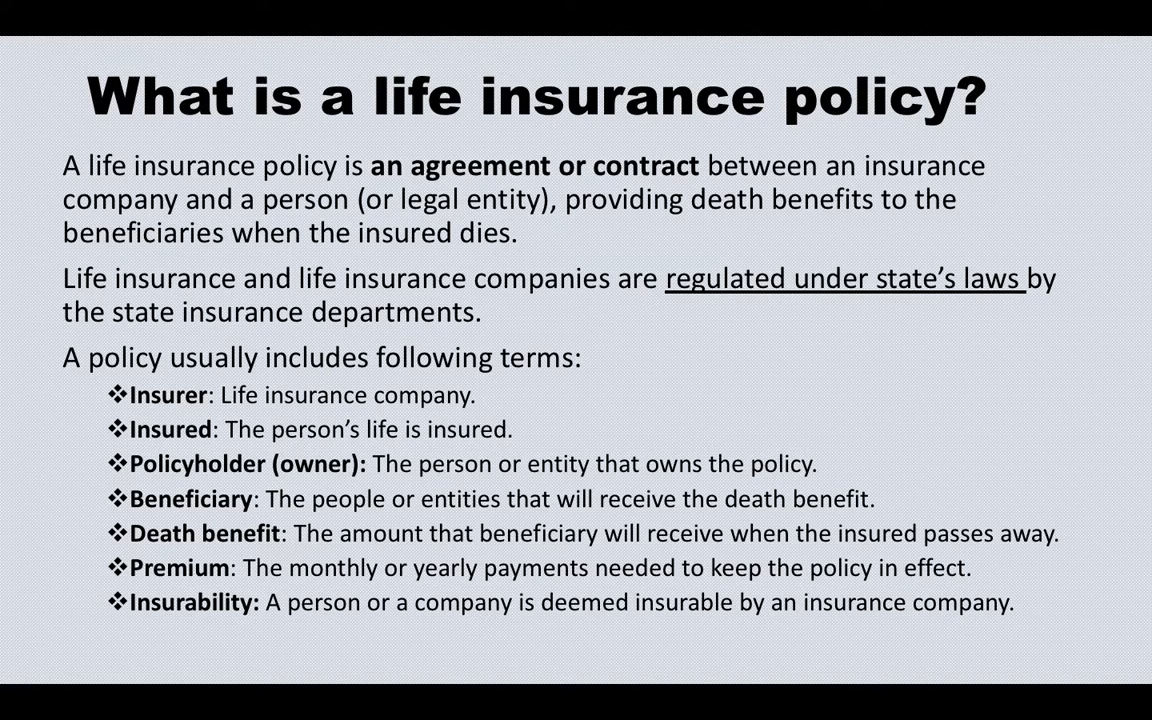 What is a life insurance policy?
A life insurance policy is an agreement or contract between an insurance
company and a person (or legal entity), providing death benefits to the
beneficiaries when the insured dies.
Life insurance and life insurance companies are regulated under state’s laws by
the state insurance departments.
A policy usually includes following terms:
❖Insurer: Life insurance company.
❖Insured: The person’s life is insured.
❖Policyholder (owner): The person or entity that owns the policy.
❖Beneficiary: The people or entities that will receive the death benefit.
❖Death benefit: The amount that beneficiary will receive when the insured passes away.
❖Premium: The monthly or yearly payments needed to keep the policy in effect.
❖Insurability: A person or a company is deemed insurable by an insurance company.